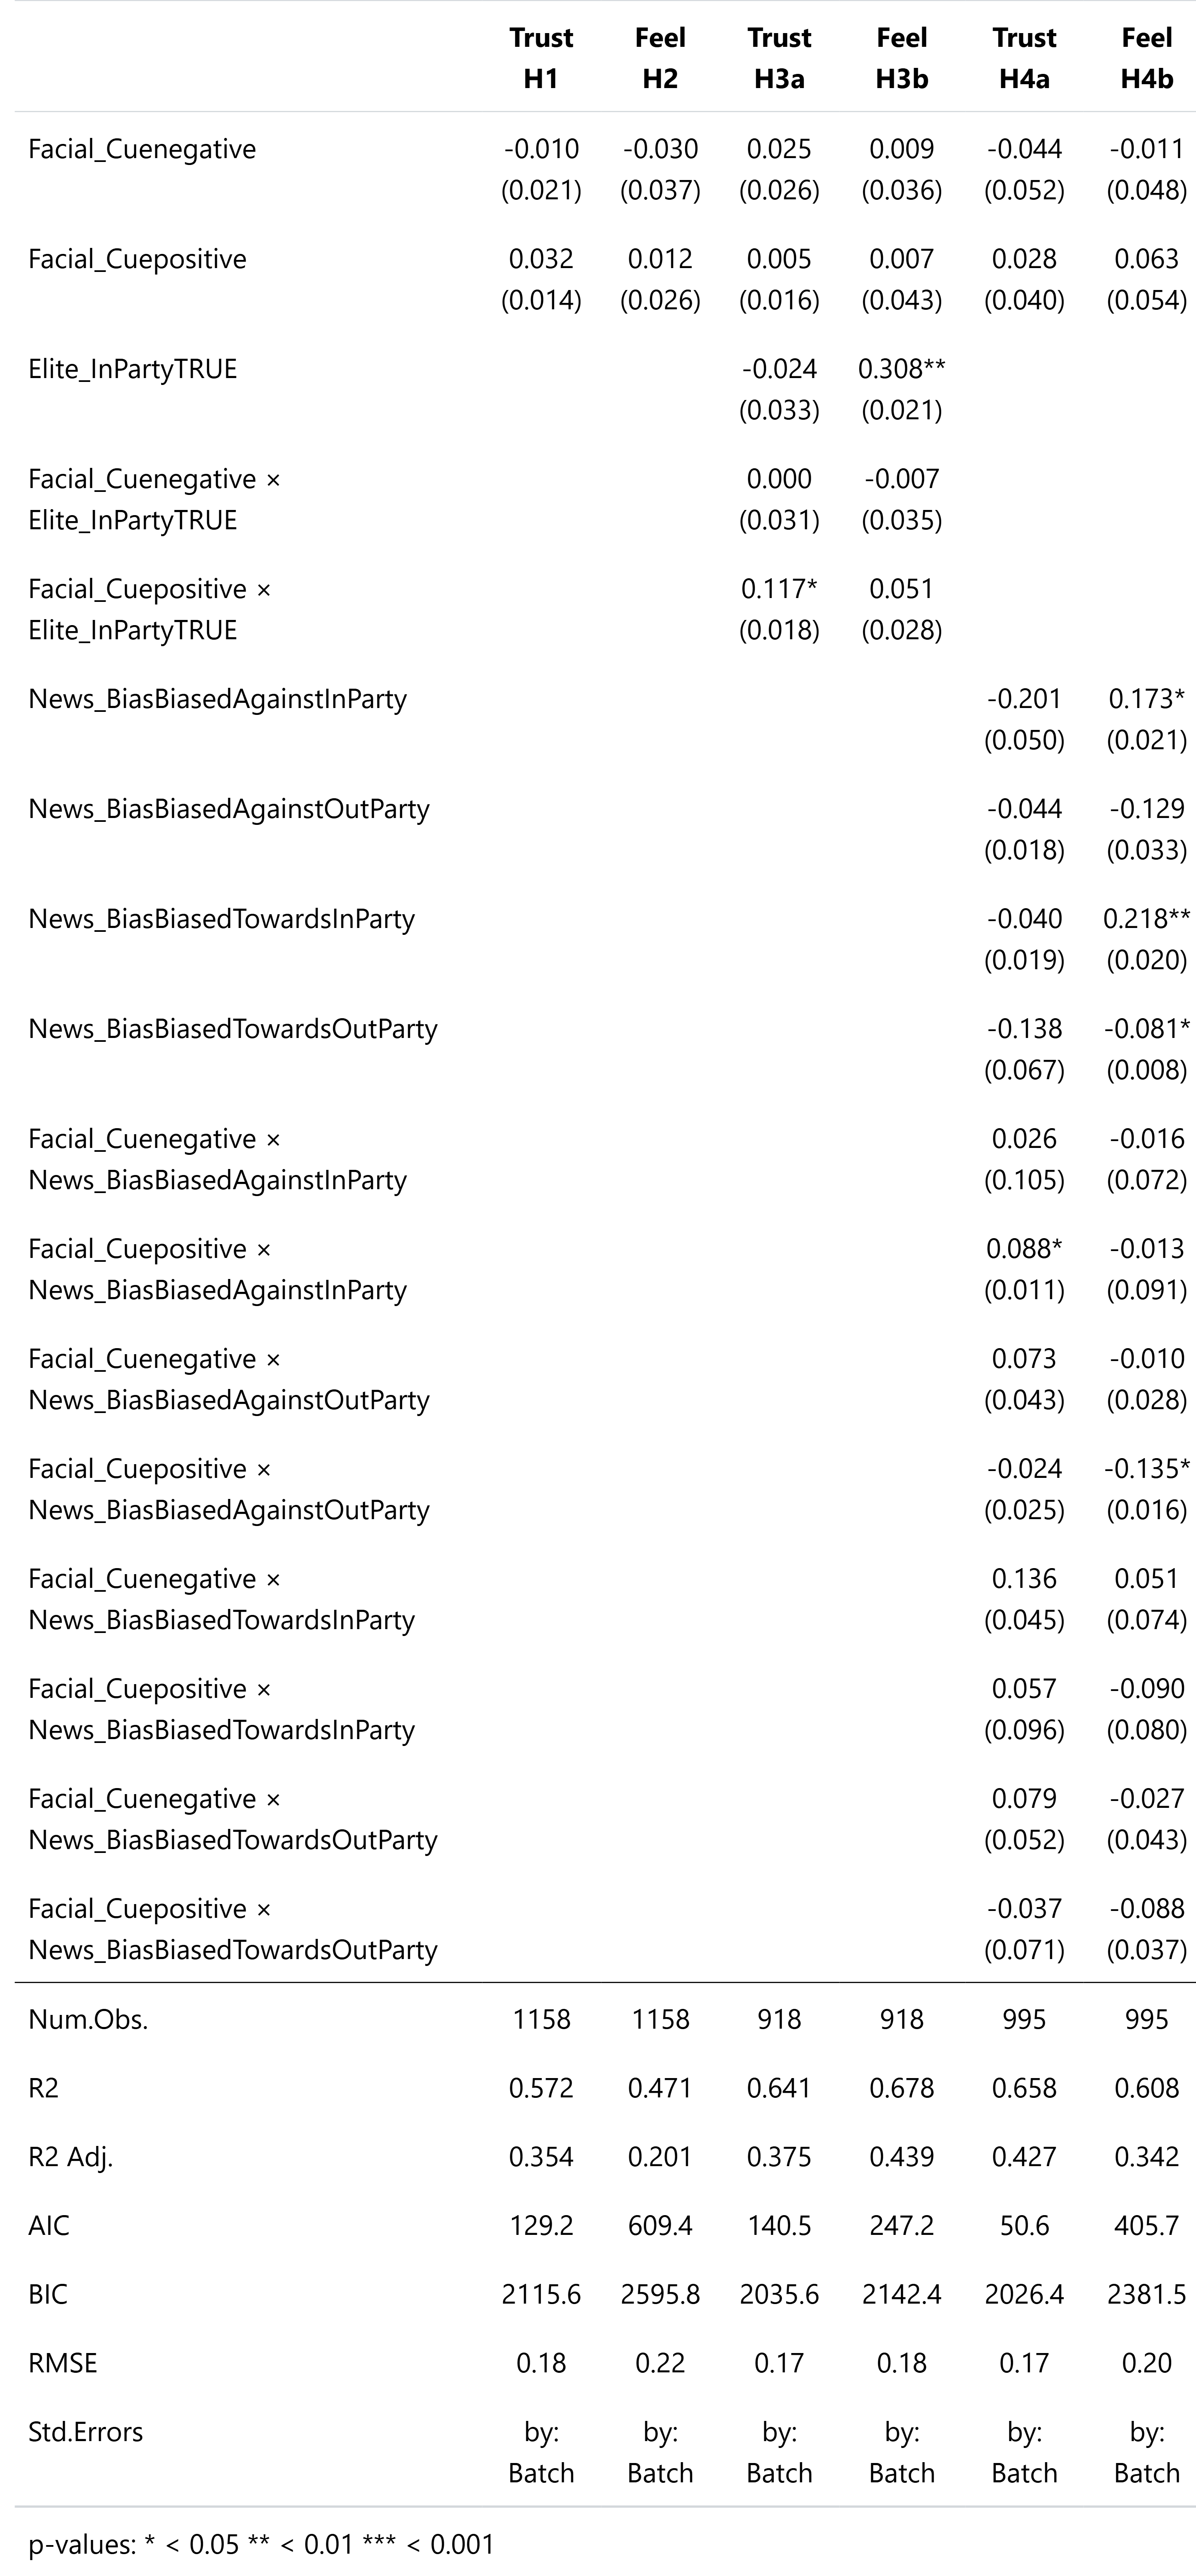 Trust Feel Trust Feel Trust Feel
H1 H2 H3a H3b H4a H4b
Facial_Cuenegative -0.010 -0.030 0.025 0.009 -0.044 -0.011
(0.021) (0.037) (0.026) (0.036) (0.052) (0.048)
Facial_Cuepositive 0.032 0.012 0.005 0.007 0.028 0.063
(0.014) (0.026) (0.016) (0.043) (0.040) (0.054)
Elite_InPartyTRUE -0.024 0.308**
(0.033) (0.021)
Facial_Cuenegative × 0.000 -0.007
Elite_InPartyTRUE (0.031) (0.035)
Facial_Cuepositive × 0.117* 0.051
Elite_InPartyTRUE (0.018) (0.028)
News_BiasBiasedAgainstInParty -0.201 0.173*
(0.050) (0.021)
News_BiasBiasedAgainstOutParty -0.044 -0.129
(0.018) (0.033)
News_BiasBiasedTowardsInParty -0.040 0.218**
(0.019) (0.020)
News_BiasBiasedTowardsOutParty -0.138 -0.081*
(0.067) (0.008)
Facial_Cuenegative × 0.026 -0.016
News_BiasBiasedAgainstInParty (0.105) (0.072)
Facial_Cuepositive × 0.088* -0.013
News_BiasBiasedAgainstInParty (0.011) (0.091)
Facial_Cuenegative × 0.073 -0.010
News_BiasBiasedAgainstOutParty (0.043) (0.028)
Facial_Cuepositive × -0.024 -0.135*
News_BiasBiasedAgainstOutParty (0.025) (0.016)
Facial_Cuenegative × 0.136 0.051
News_BiasBiasedTowardsInParty (0.045) (0.074)
Facial_Cuepositive × 0.057 -0.090
News_BiasBiasedTowardsInParty (0.096) (0.080)
Facial_Cuenegative × 0.079 -0.027
News_BiasBiasedTowardsOutParty (0.052) (0.043)
Facial_Cuepositive × -0.037 -0.088
News_BiasBiasedTowardsOutParty (0.071) (0.037)
Num.Obs. 1158 1158 918 918 995 995
R2 0.572 0.471 0.641 0.678 0.658 0.608
R2 Adj. 0.354 0.201 0.375 0.439 0.427 0.342
AIC 129.2 609.4 140.5 247.2 50.6 405.7
BIC 2115.6 2595.8 2035.6 2142.4 2026.4 2381.5
RMSE 0.18 0.22 0.17 0.18 0.17 0.20
Std.Errors by: by: by: by: by: by:
Batch Batch Batch Batch Batch Batch
p-values: * < 0.05 ** < 0.01 *** < 0.001